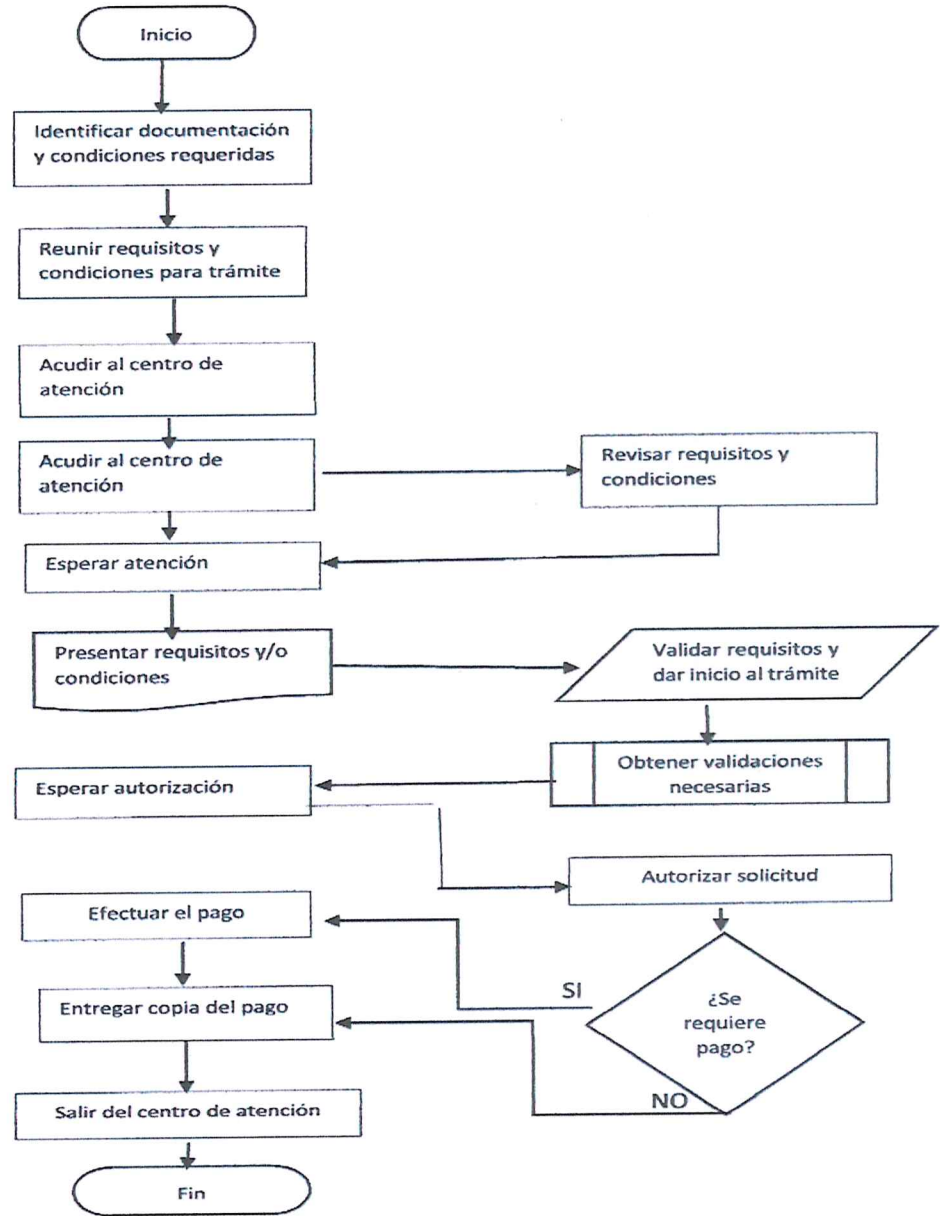 Inicio
Identificar documentación
y condiciones requeridas
Reunir requisitos y
condiciones para trámite
Acudir al centro de
atención
Acudir al centro de
atención
Revisar requisitos y
condiciones
Esperar atención
Presentar requisitos y/o
condiciones
Validar requisitos y
dar inicio al trámite
Obtener validaciones
necesarias
Esperar autorización
Autorizar solicitud
Efectuar el pago
SI
¿Se
requiere
pago?
Entregar copia del pago
NO
Salir del centro de atención
Fin